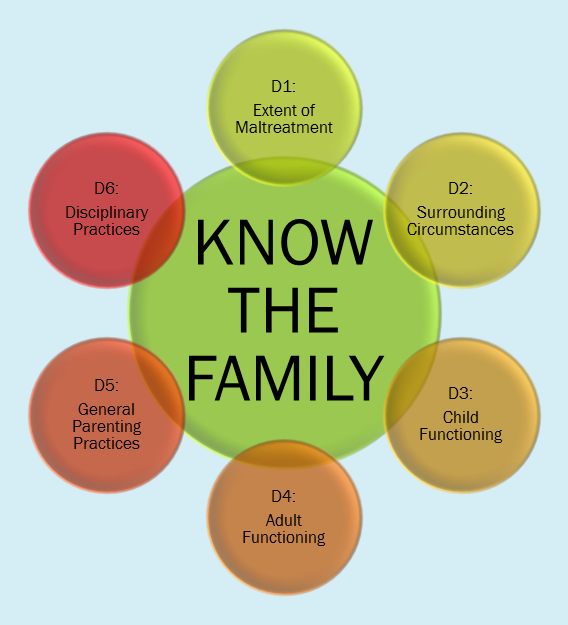 D1:
Extent of
Maltreatment
D2:
Surrounding
Circumstances
D3:
Child
Functioning
D4:
Adult
Functioning
D5:
General
Parenting
Practices
D6:
Disciplinary
Practices
KNOW
THE
FAMILY